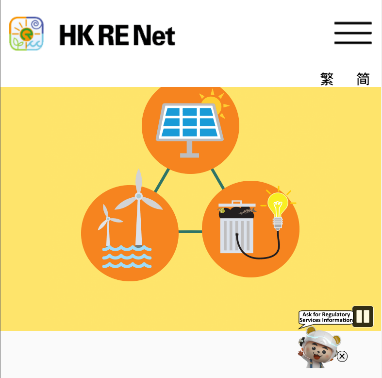 HK RE Net
繁 简
Ask for Regulatory
Services Information